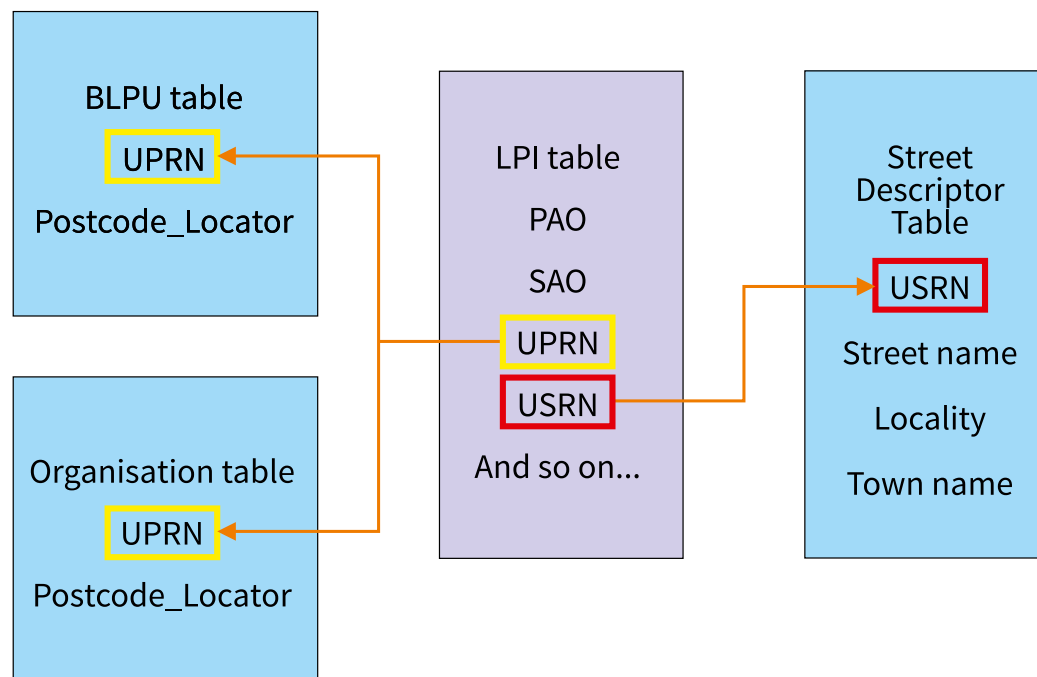 BLPU table
UPRN
Postcode_Locator
Organisation table
UPRN
Postcode_Locator
LPI table
PAO
SAO
UPRN
USRN
And so on...
Street
Descriptor
Table
USRN
Street name
Locality
Town name